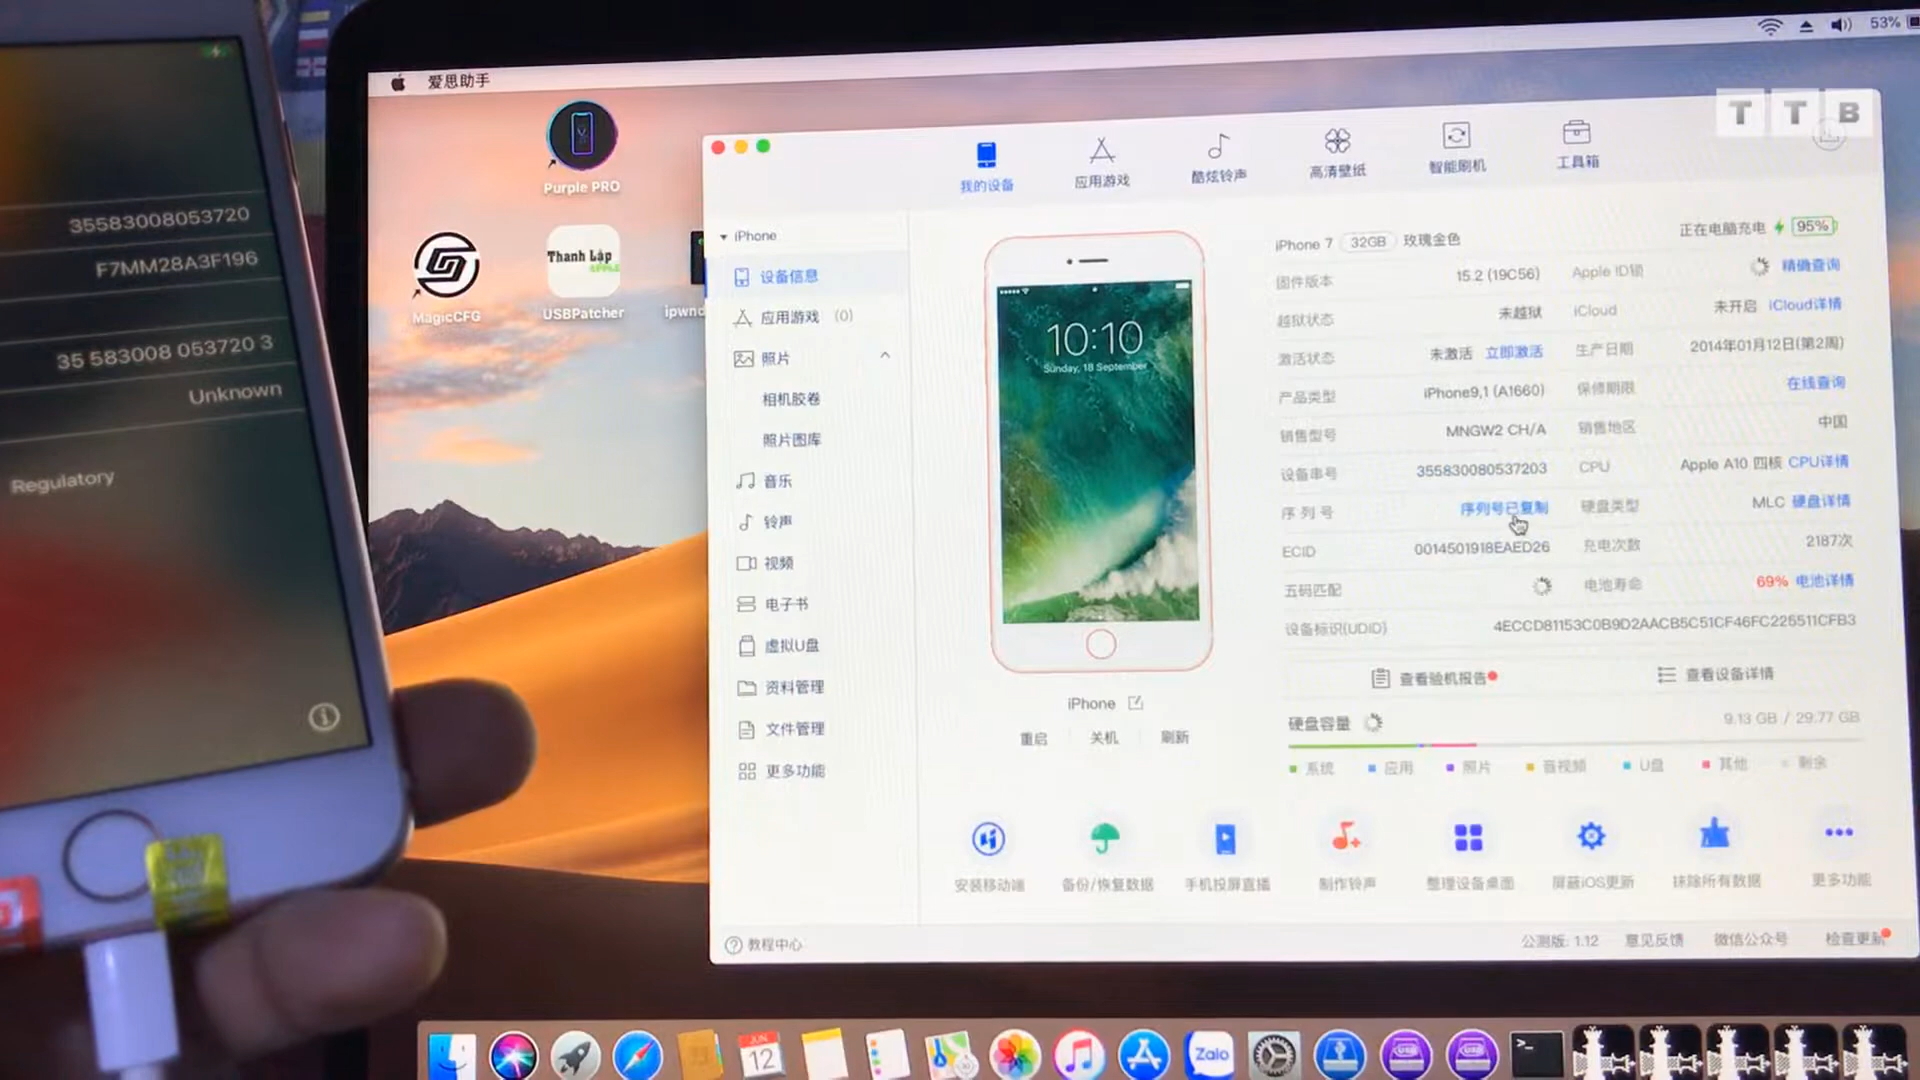 35583008053720
F7MM28A3F196
35 583008 053720 3
Unknown
Regulatory
爱思助手
53%
TTB
Purple PRO
MagicCFG
Thanh Lập
USBPatcher
ipwnd
我的设备
应用游戏
酷炫铃声
高清壁纸
智能刷机
工具箱
iPhone
设备信息
应用游戏 (0)
照片
相机胶卷
照片图库
音乐
铃声
视频
电子书
虚拟U盘
资料管理
文件管理
更多功能
教程中心
10:10
Sunday, 18 September
iPhone
重启 关机 刷新
iPhone 7 32GB 玫瑰金色 正在电脑充电 95%
固件版本 15.2 (19C56) Apple ID锁 精确查询
越狱状态 未越狱 iCloud 未开启 iCloud详情
激活状态 未激活 立即激活 生产日期 2014年01月12日(第2周)
产品类型 iPhone9,1 (A1660) 保修期限 在线查询
销售型号 MNGW2 CH/A 销售地区 中国
设备串号 355830080537203 CPU Apple A10 四核 CPU详情
序列号 序列号已复制 硬盘类型 MLC 硬盘详情
ECID 0014501918EAED26 充电次数 2187次
五码匹配 电池寿命 69% 电池详情
设备标识(UDID) 4ECCD81153C0B9D2AACB5C51CF46FC225511CFB3
查看验机报告 查看设备详情
硬盘容量 9.13 GB / 29.77 GB
系统 应用 照片 音视频 U盘 其他 剩余
安装移动端 备份/恢复数据 手机投屏直播 制作铃声 整理设备桌面 屏蔽iOS更新 抹除所有数据 更多功能
公测版: 1.12 意见反馈 微信公众号 检查更新
JUN
12
Zalo